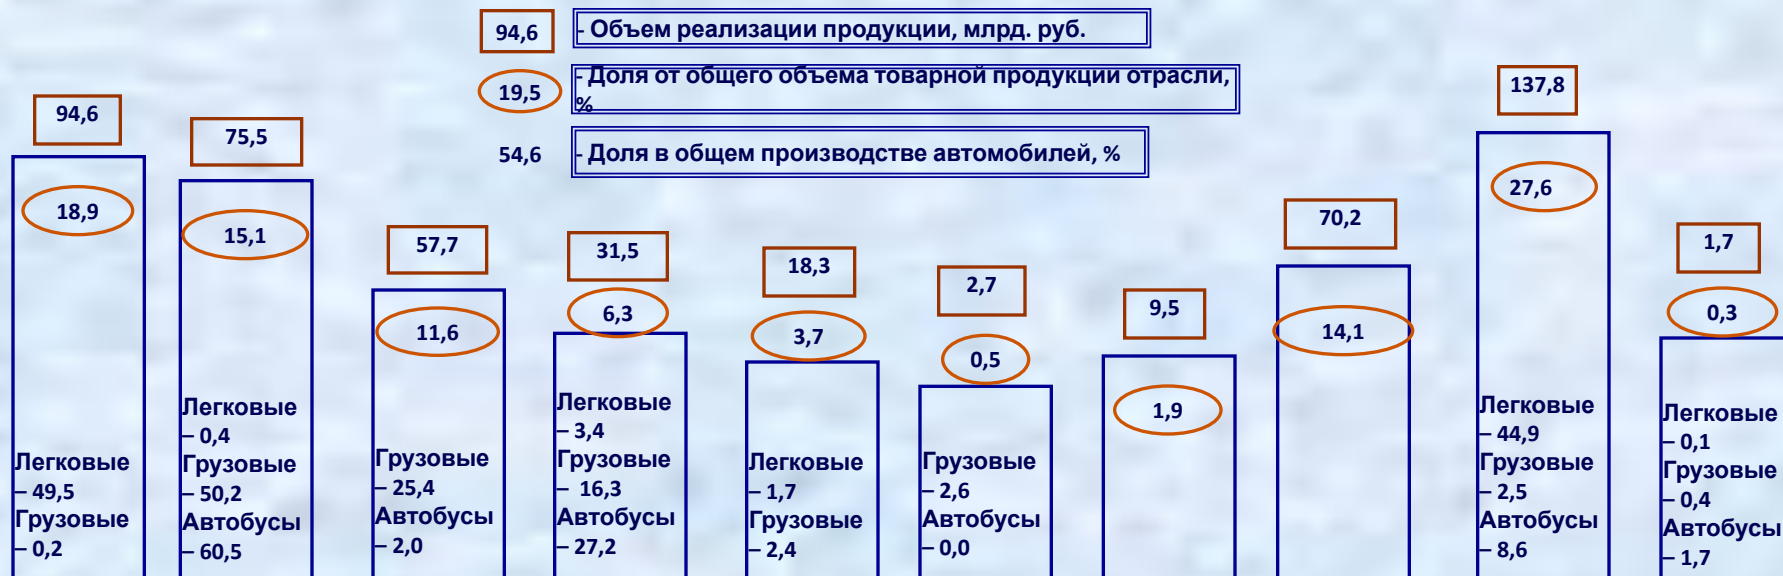 94,6
- Объем реализации продукции, млрд. руб.
19,5
- Доля от общего объема товарной продукции отрасли,
%
54,6
- Доля в общем производстве автомобилей, %
94,6
18,9
Легковые
– 49,5
Грузовые
– 0,2
75,5
15,1
Легковые
– 0,4
Грузовые
– 50,2
Автобусы
– 60,5
57,7
11,6
Грузовые
– 25,4
Автобусы
– 2,0
31,5
6,3
Легковые
– 3,4
Грузовые
– 16,3
Автобусы
– 27,2
18,3
3,7
Легковые
– 1,7
Грузовые
– 2,4
2,7
0,5
Грузовые
– 2,6
Автобусы
– 0,0
9,5
1,9
70,2
14,1
137,8
27,6
Легковые
– 44,9
Грузовые
– 2,5
Автобусы
– 8,6
1,7
0,3
Легковые
– 0,1
Грузовые
– 0,4
Автобусы
– 1,7